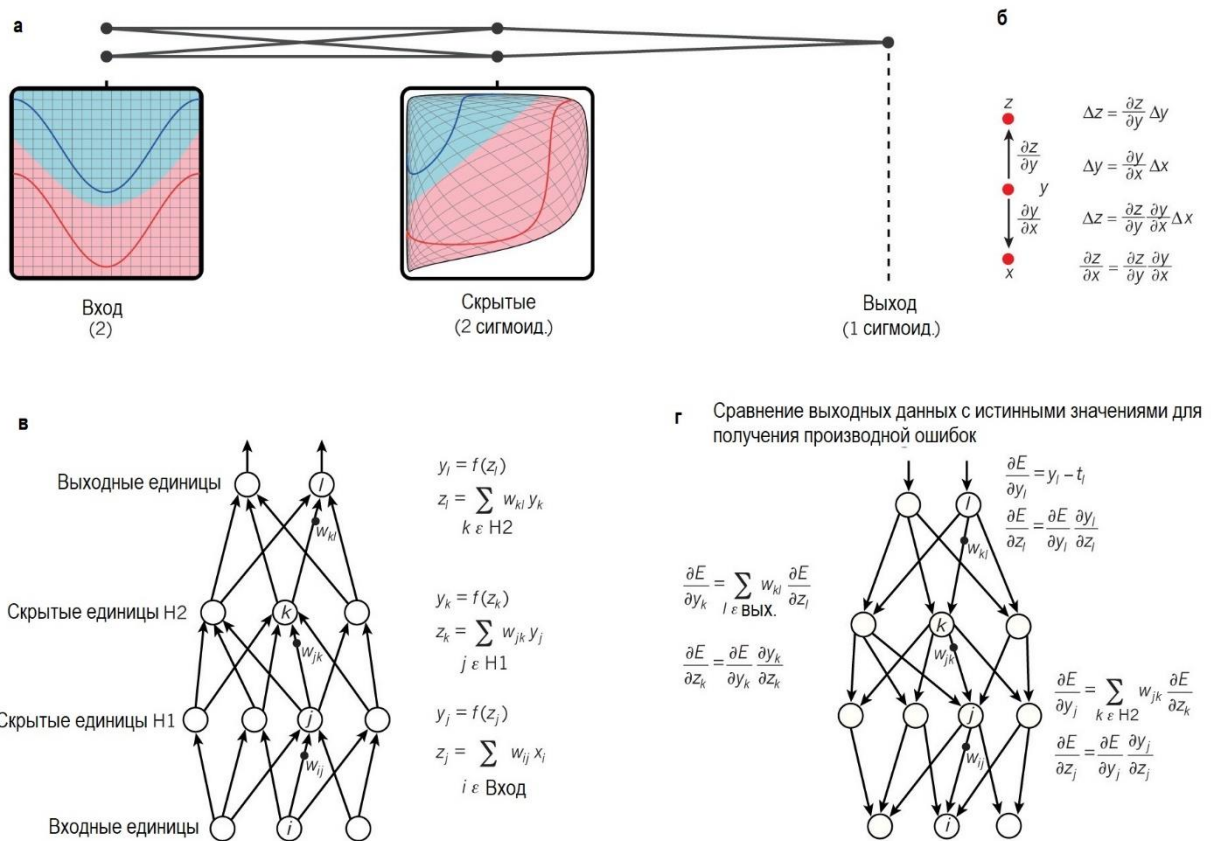 а
б
z
Δz = ∂z/∂y Δy
∂z/∂y
Δy = ∂y/∂x Δx
y
∂y/∂x
Δz = ∂z/∂y ∂y/∂x Δx
x
∂z/∂x = ∂z/∂y ∂y/∂x
Вход
(2)
Скрытые
(2 сигмоид.)
Выход
(1 сигмоид.)
в
Выходные единицы
l
y_l = f(z_l)
z_l = ∑ w_kl y_k
k ε H2
w_kl
Скрытые единицы H2
k
y_k = f(z_k)
z_k = ∑ w_jk y_j
j ε H1
w_jk
Скрытые единицы H1
j
y_j = f(z_j)
z_j = ∑ w_ij x_i
i ε Вход
w_ij
Входные единицы
i
г
Сравнение выходных данных с истинными значениями для
получения производной ошибок
∂E/∂y_l = y_l − t_l
l
∂E/∂z_l = ∂E/∂y_l ∂y_l/∂z_l
w_kl
∂E/∂y_k = ∑ w_kl ∂E/∂z_l
l ε вых.
k
∂E/∂z_k = ∂E/∂y_k ∂y_k/∂z_k
w_jk
∂E/∂y_j = ∑ w_jk ∂E/∂z_k
k ε H2
j
∂E/∂z_j = ∂E/∂y_j ∂y_j/∂z_j
w_ij
i